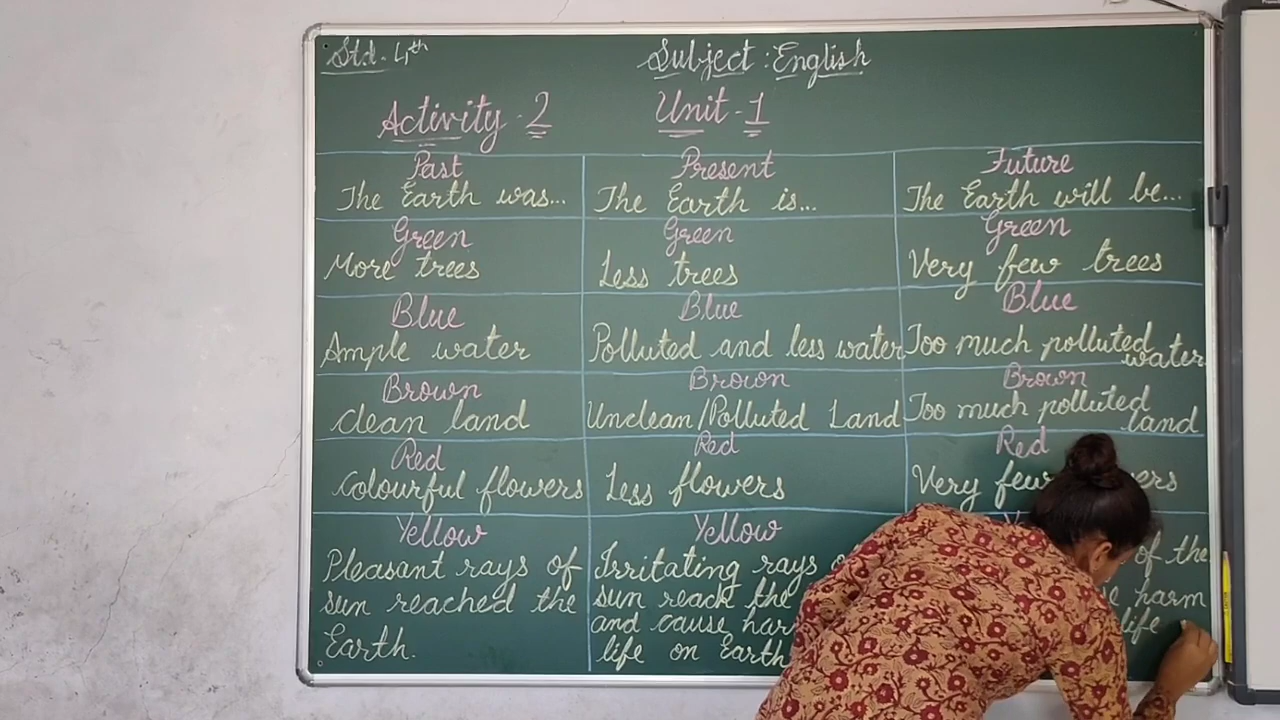 Std. 4th
Subject : English
Activity - 2
Unit - 1
Past
The Earth was...
Present
The Earth is...
Future
The Earth will be...
Green
More trees
Green
Less trees
Green
Very few trees
Blue
Ample water
Blue
Polluted and less water
Blue
Too much polluted
water
Brown
Clean land
Brown
Unclean/Polluted Land
Brown
Too much polluted
land
Red
Colourful flowers
Red
Less flowers
Red
Very few
Yellow
Pleasant rays of
sun reached the
Earth.
Yellow
Irritating rays
sun reach the
and cause
life on Earth
of the
harm
life